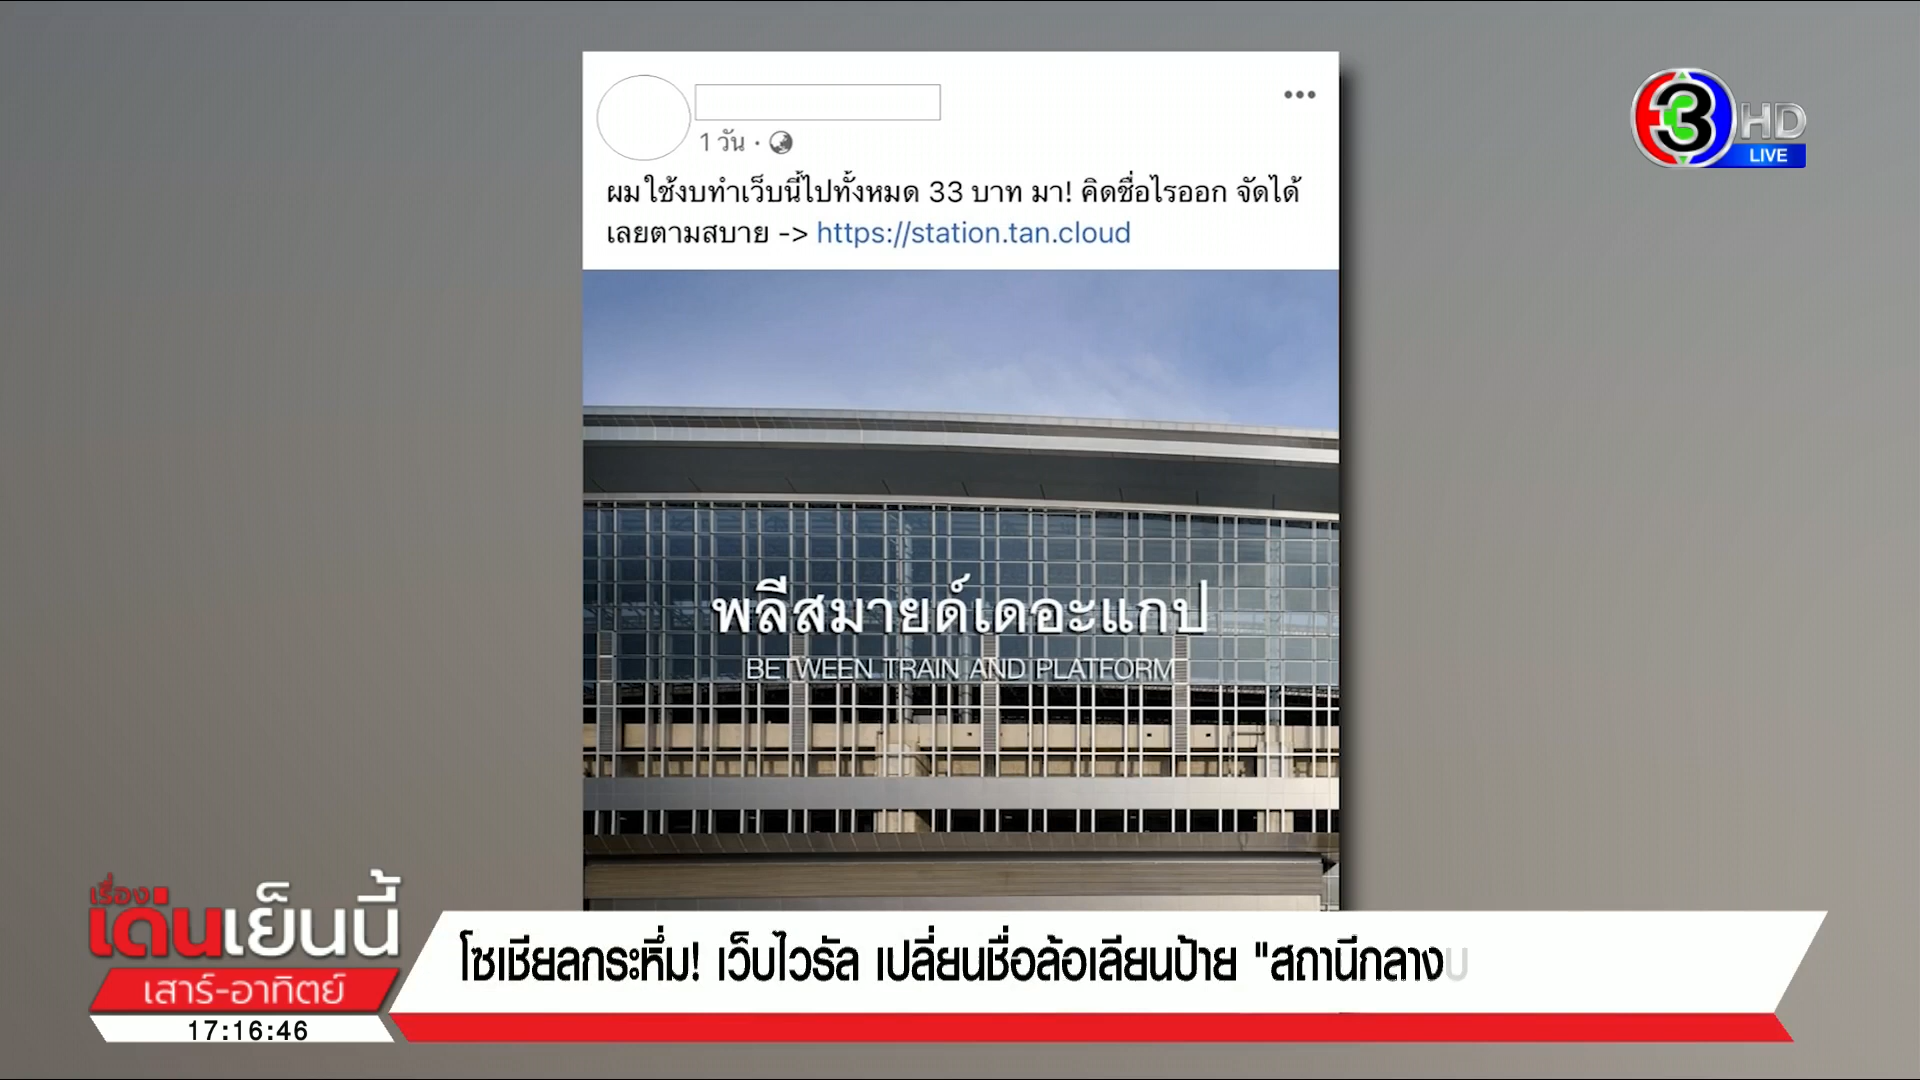 3 HD
LIVE
1 วัน ·
ผมใช้งบทำเว็บนี้ไปทั้งหมด 33 บาท มา! คิดชื่อไรออก จัดได้
เลยตามสบาย -> https://station.tan.cloud
พลีสมายด์เดอะแกป
BETWEEN TRAIN AND PLATFORM
เรื่อง
เด่นเย็นนี้
เสาร์-อาทิตย์
17:16:46
โซเชียลกระหึ่ม! เว็บไวรัล เปลี่ยนชื่อล้อเลียนป้าย "สถานีกลางบ